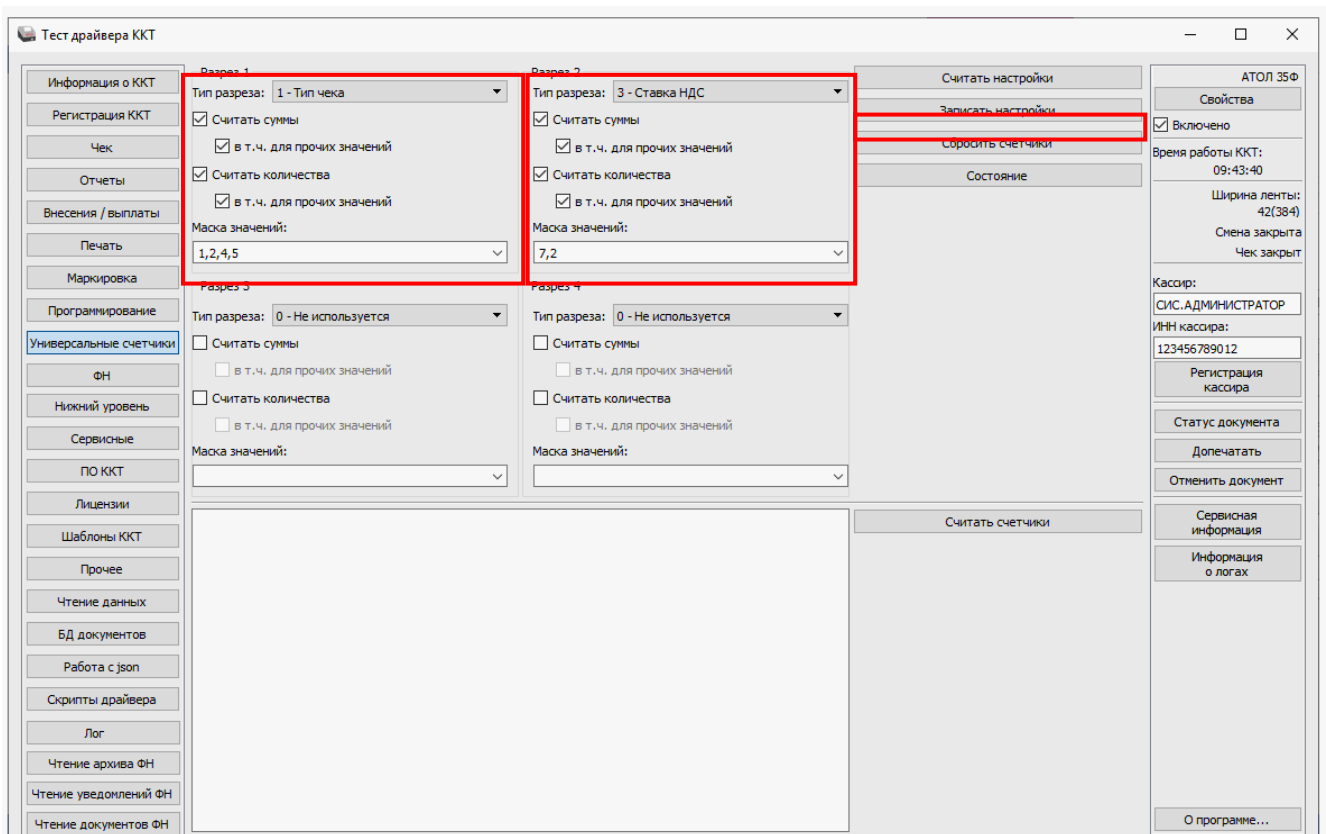 Тест драйвера ККТ
Информация о ККТ
Регистрация ККТ
Чек
Отчеты
Внесения / выплаты
Печать
Маркировка
Программирование
Универсальные счетчики
ФН
Нижний уровень
Сервисные
ПО ККТ
Лицензии
Шаблоны ККТ
Прочее
Чтение данных
БД документов
Работа с json
Скрипты драйвера
Лог
Чтение архива ФН
Чтение уведомлений ФН
Чтение документов ФН
Разрез 1
Тип разреза: 1 - Тип чека
Считать суммы
в т.ч. для прочих значений
Считать количества
в т.ч. для прочих значений
Маска значений:
1,2,4,5
Разрез 2
Тип разреза: 3 - Ставка НДС
Считать суммы
в т.ч. для прочих значений
Считать количества
в т.ч. для прочих значений
Маска значений:
7,2
Разрез 3
Тип разреза: 0 - Не используется
Считать суммы
в т.ч. для прочих значений
Считать количества
в т.ч. для прочих значений
Маска значений:
Разрез 4
Тип разреза: 0 - Не используется
Считать суммы
в т.ч. для прочих значений
Считать количества
в т.ч. для прочих значений
Маска значений:
Считать настройки
Записать настройки
Сбросить счетчики
Состояние
Считать счетчики
АТОЛ 35Ф
Свойства
Включено
Время работы ККТ:
09:43:40
Ширина ленты:
42(384)
Смена закрыта
Чек закрыт
Кассир:
СИС.АДМИНИСТРАТОР
ИНН кассира:
123456789012
Регистрация
кассира
Статус документа
Допечатать
Отменить документ
Сервисная
информация
Информация
о логах
О программе...